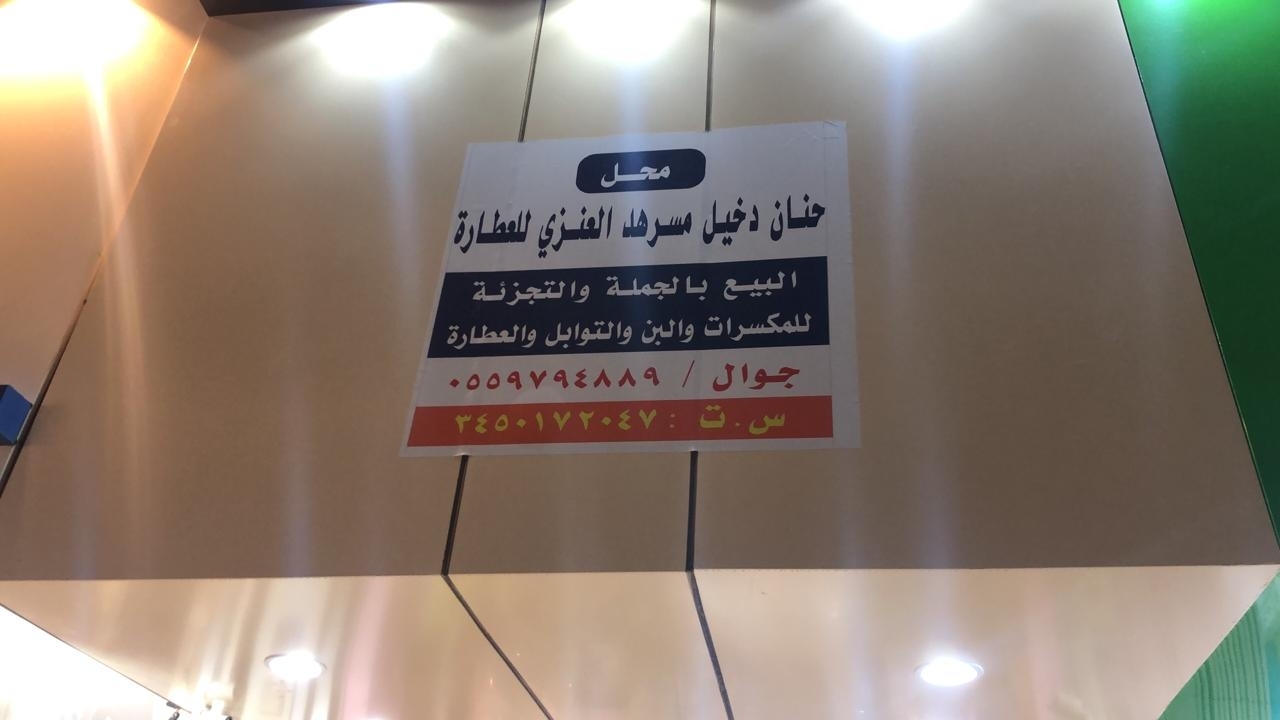 محل
حنان دخيل مسرهد العنزي للعطارة
البيع بالجملة والتجزئة
للمكسرات والبن والتوابل والعطارة
جوال / ٠٥٥٩٧٩٤٨٨٩
س.ت : ٣٤٥٠١٧٢٠٤٧